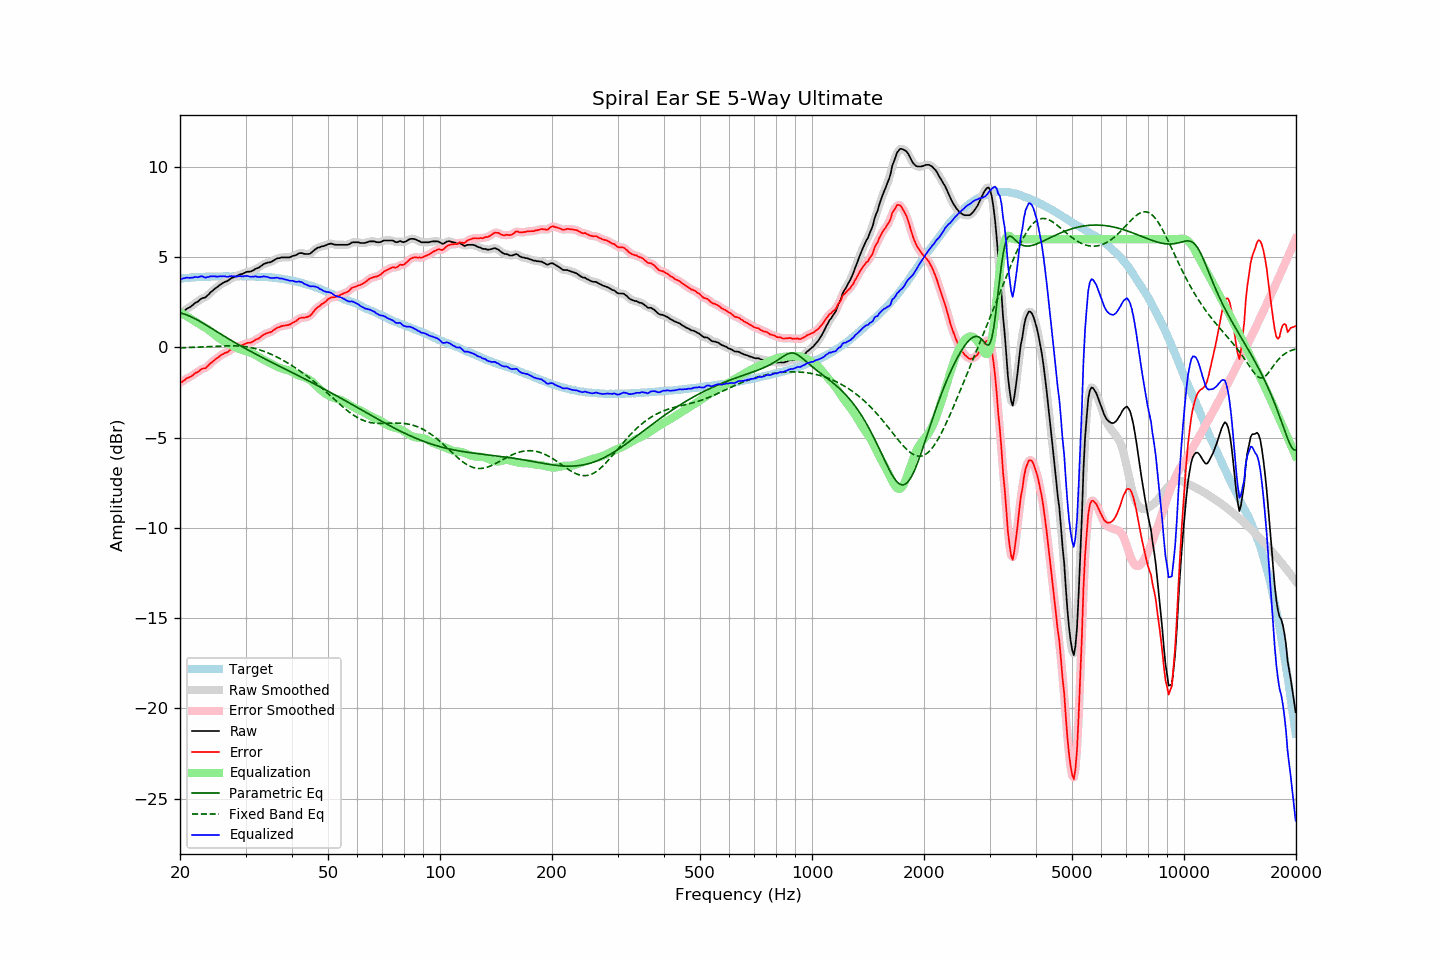 Spiral Ear SE 5-Way Ultimate
Amplitude (dBr)
10
5
0
−5
−10
−15
−20
−25
Target
Raw Smoothed
Error Smoothed
Raw
Error
Equalization
Parametric Eq
Fixed Band Eq
Equalized
20 50 100 200 500 1000 2000 5000 10000 20000
Frequency (Hz)